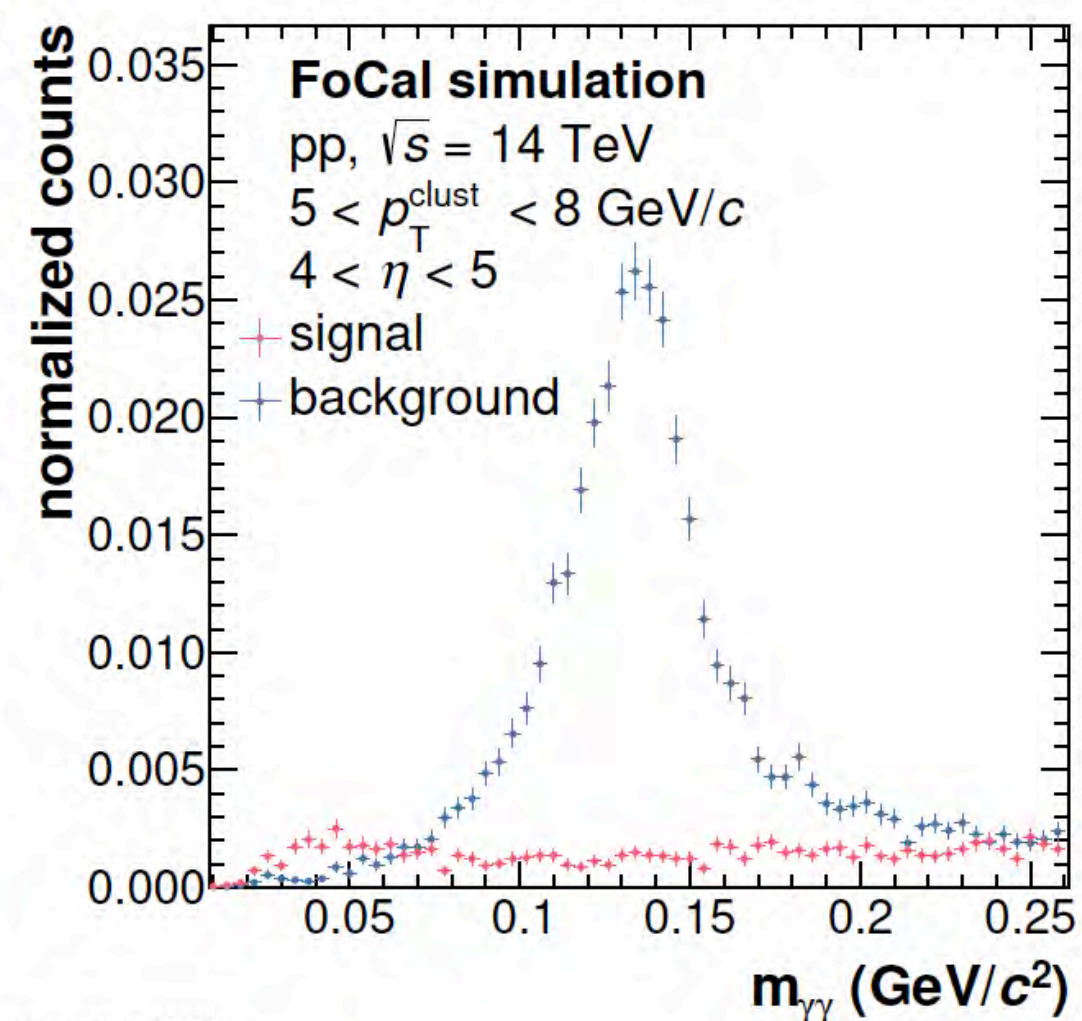 normalized counts
0.035
0.030
0.025
0.020
0.015
0.010
0.005
0.000
FoCal simulation
pp, √s = 14 TeV
5 < p_T^clust < 8 GeV/c
4 < η < 5
signal
background
0.05 0.1 0.15 0.2 0.25
m_γγ (GeV/c²)